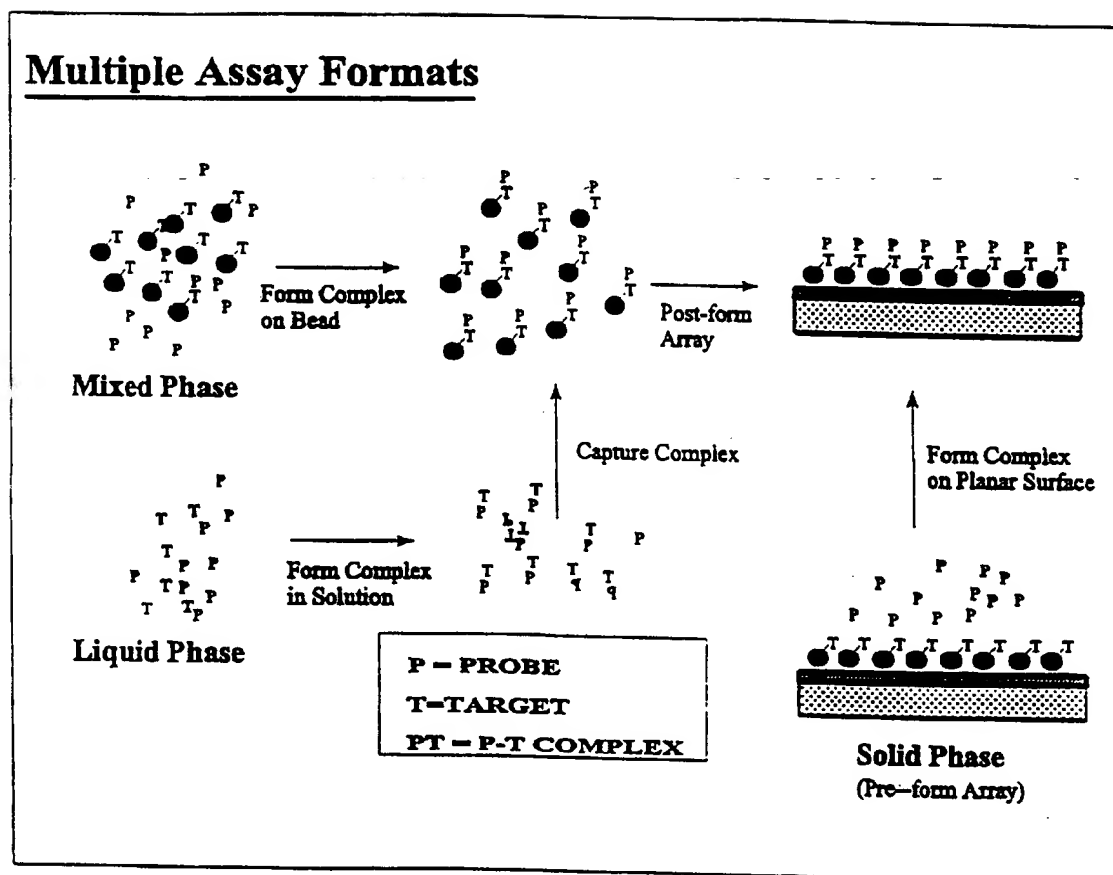 Multiple Assay Formats
P
P
T
P
T
T
T
T
T
P
T
T
P
T
P
P
T
P
P
P
P
P
P
Mixed Phase
Form Complex
on Bead
P
T
P
T
P
T
P
T
P
T
P
T
P
T
P
T
P
T
P
T
Post-form
Array
P P P P P P P P
T T T T T T T T
Capture Complex
Form Complex
on Planar Surface
P
T
T
P
P
T
P
P
P
T
P
P
T
T
P
Liquid Phase
Form Complex
in Solution
T
P
T
P
T
P
P
T
P
T
P
T
T
P
P
P
P
P
P
P
P
P
P
P
P
T T T T T T T T
P = PROBE
T=TARGET
PT = P-T COMPLEX
Solid Phase
(Pre-form Array)